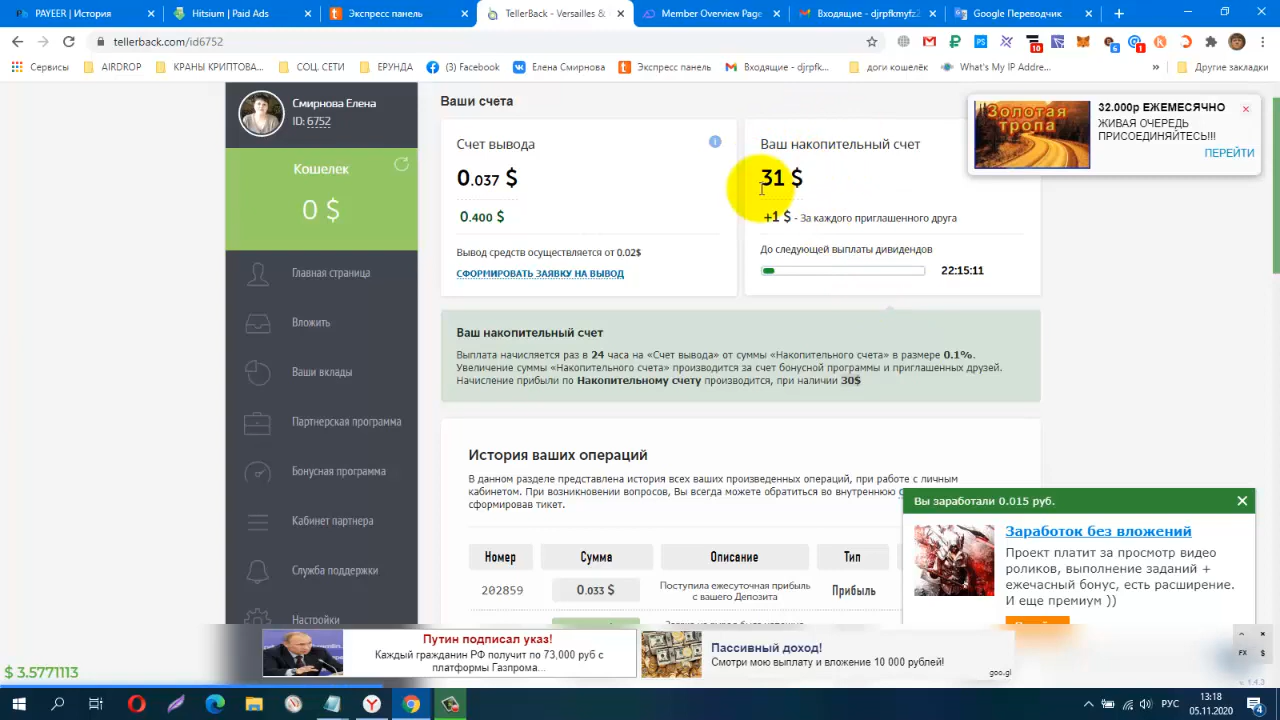 PAYEER | История
Hitsium | Paid Ads
Экспресс панель
TellerBack - Versailles &
Member Overview Page
Входящие - djrpfkmyfz2
Google Переводчик
tellerback.com/id6752
10
6
1
Сервисы
AIRDROP
КРАНЫ КРИПТОВА...
СОЦ. СЕТИ
ЕРУНДА
(3) Facebook
Елена Смирнова
Экспресс панель
Входящие - djrpfk...
доги кошелёк
What's My IP Addre...
»
Другие закладки
Смирнова Елена
ID: 6752
Кошелек
0 $
Главная страница
Вложить
Ваши вклады
Партнерская программа
Бонусная программа
Кабинет партнера
Служба поддержки
Настройки
Ваши счета
Счет вывода
0.037 $
0.400 $
Вывод средств осуществляется от 0.02$
СФОРМИРОВАТЬ ЗАЯВКУ НА ВЫВОД
Ваш накопительный счет
31 $
+1 $ - За каждого приглашенного друга
До следующей выплаты дивидендов
22:15:11
Золотая
тропа
32.000р ЕЖЕМЕСЯЧНО
ЖИВАЯ ОЧЕРЕДЬ
ПРИСОЕДИНЯЙТЕСЬ!!!
ПЕРЕЙТИ
Ваш накопительный счет
Выплата начисляется раз в 24 часа на «Счет вывода» от суммы «Накопительного счета» в размере 0.1%.
Увеличение суммы «Накопительного счета» производится за счет бонусной программы и приглашенных друзей.
Начисление прибыли по Накопительному счету производится, при наличии 30$
История ваших операций
В данном разделе представлена история всех ваших произведенных операций, при работе с личным
кабинетом. При возникновении вопросов, Вы всегда можете обратиться во внутреннюю
сформировав тикет.
Номер
Сумма
Описание
Тип
202859
0.033 $
Поступила ежесуточная прибыль
с вашего Депозита
Прибыль
Вы заработали 0.015 руб.
Заработок без вложений
Проект платит за просмотр видео
роликов, выполнение заданий +
ежечасный бонус, есть расширение.
И еще премиум ))
Путин подписал указ!
Каждый гражданин РФ получит по 73,000 руб с
платформы Газпрома...
Пассивный доход!
Смотри мою выплату и вложение 10 000 рублей!
goo.gl
FX
$
v 1.4.3
$ 3.5771113
РУС
13:18
05.11.2020
4